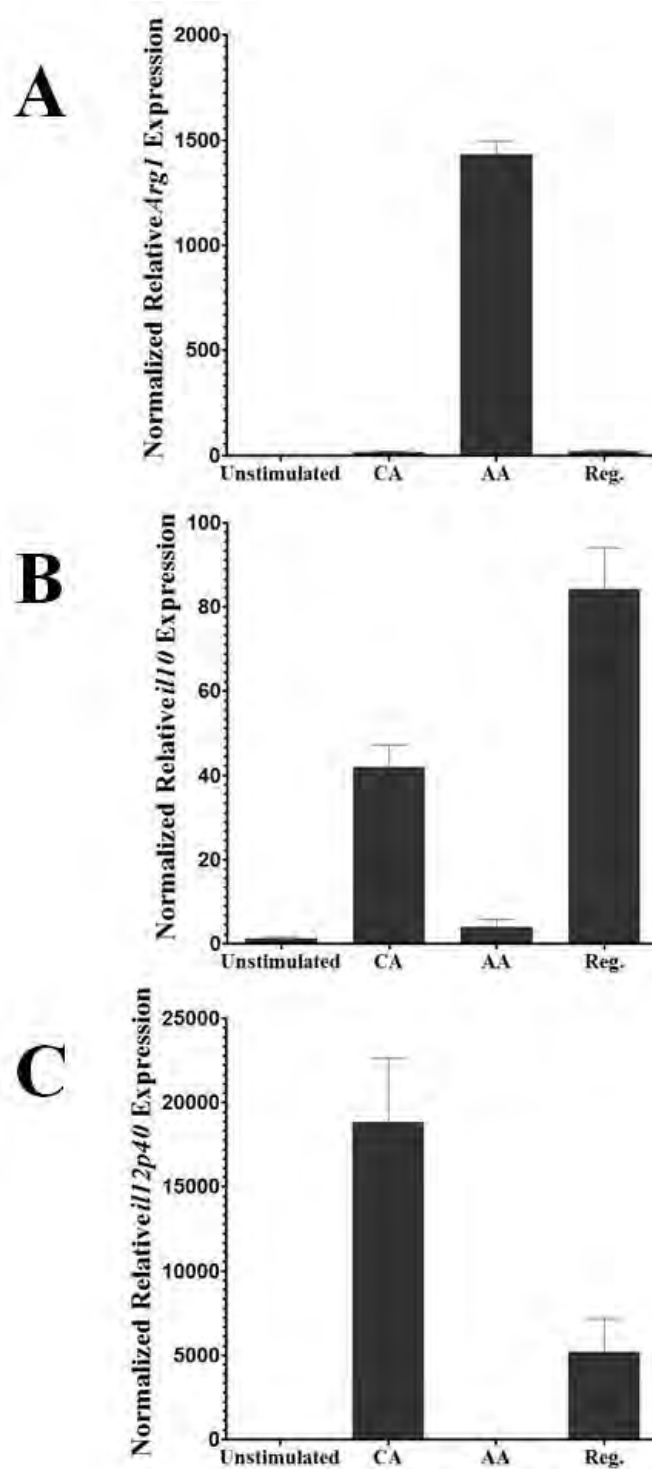 A
Normalized Relative Arg1 Expression
2000
1500
1000
500
0
Unstimulated CA AA Reg.
B
Normalized Relative il10 Expression
100
80
60
40
20
0
Unstimulated CA AA Reg.
C
Normalized Relative il12p40 Expression
25000
20000
15000
10000
5000
0
Unstimulated CA AA Reg.